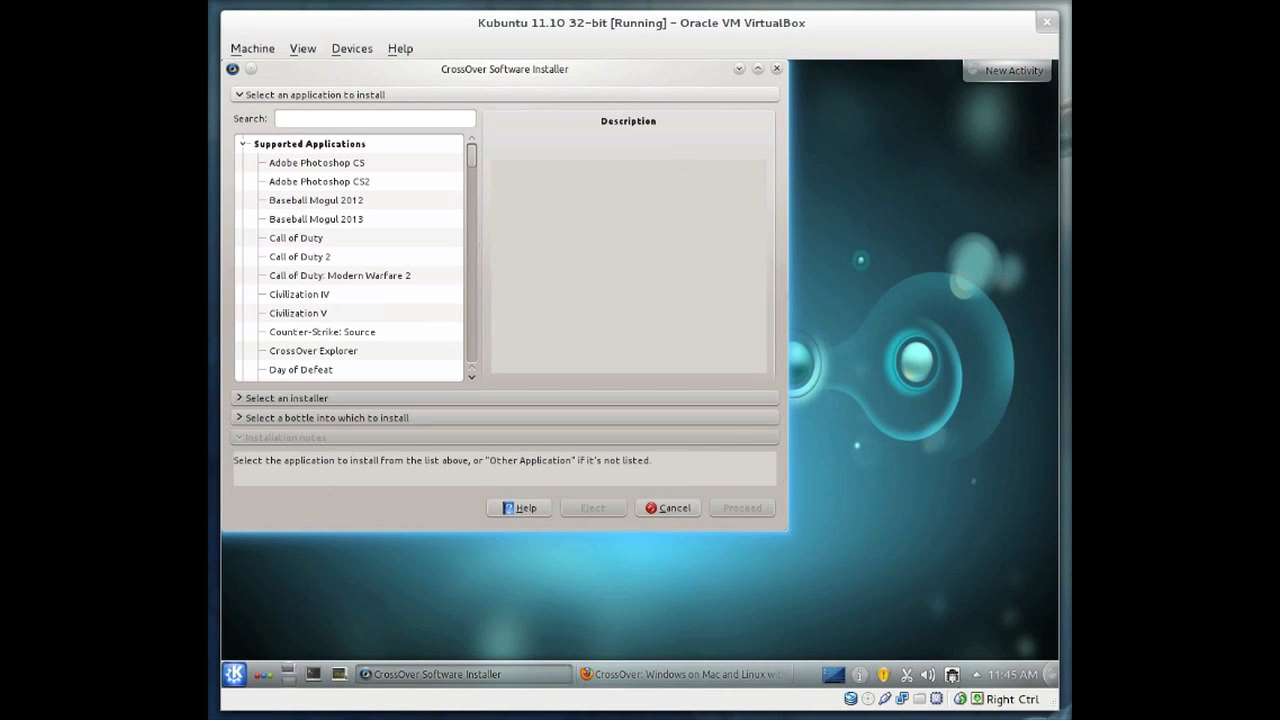 Kubuntu 11.10 32-bit [Running] - Oracle VM VirtualBox
Machine View Devices Help
CrossOver Software Installer
New Activity
Select an application to install
Search:
Description
Supported Applications
Adobe Photoshop CS
Adobe Photoshop CS2
Baseball Mogul 2012
Baseball Mogul 2013
Call of Duty
Call of Duty 2
Call of Duty: Modern Warfare 2
Civilization IV
Civilization V
Counter-Strike: Source
CrossOver Explorer
Day of Defeat
Select an installer
Select a bottle into which to install
Installation notes
Select the application to install from the list above, or "Other Application" if it's not listed.
Help Eject Cancel Proceed
CrossOver Software Installer CrossOver: Windows on Mac and Linux wit 11:45 AM
Right Ctrl